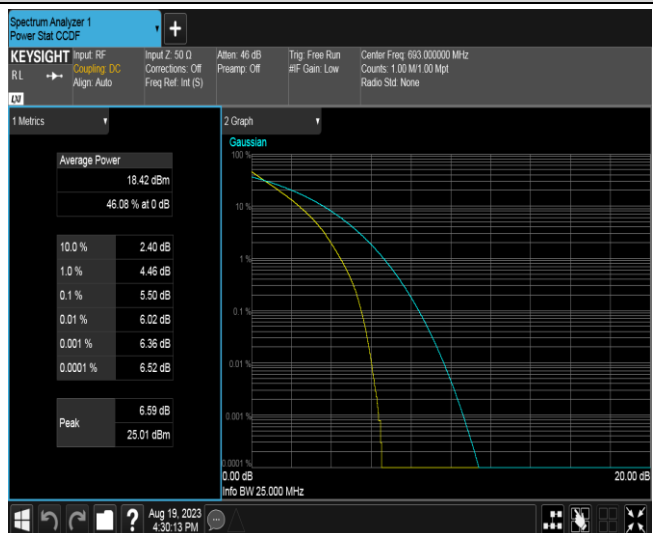 Spectrum Analyzer 1
Power Stat CCDF
+
KEYSIGHT
RL
LXI
Input: RF
Coupling: DC
Align: Auto
Input Z: 50 Ω
Corrections: Off
Freq Ref: Int (S)
Atten: 46 dB
Preamp: Off
Trig: Free Run
#IF Gain: Low
Center Freq: 693.000000 MHz
Counts: 1.00 M/1.00 Mpt
Radio Std: None
1 Metrics
Average Power
18.42 dBm
46.08 % at 0 dB
10.0 % 2.40 dB
1.0 % 4.46 dB
0.1 % 5.50 dB
0.01 % 6.02 dB
0.001 % 6.36 dB
0.0001 % 6.52 dB
Peak
6.59 dB
25.01 dBm
2 Graph
Gaussian
100 %
10 %
1 %
0.1 %
0.01 %
0.001 %
0.0001 %
0.00 dB 20.00 dB
Info BW 25.000 MHz
? Aug 19, 2023
4:30:13 PM